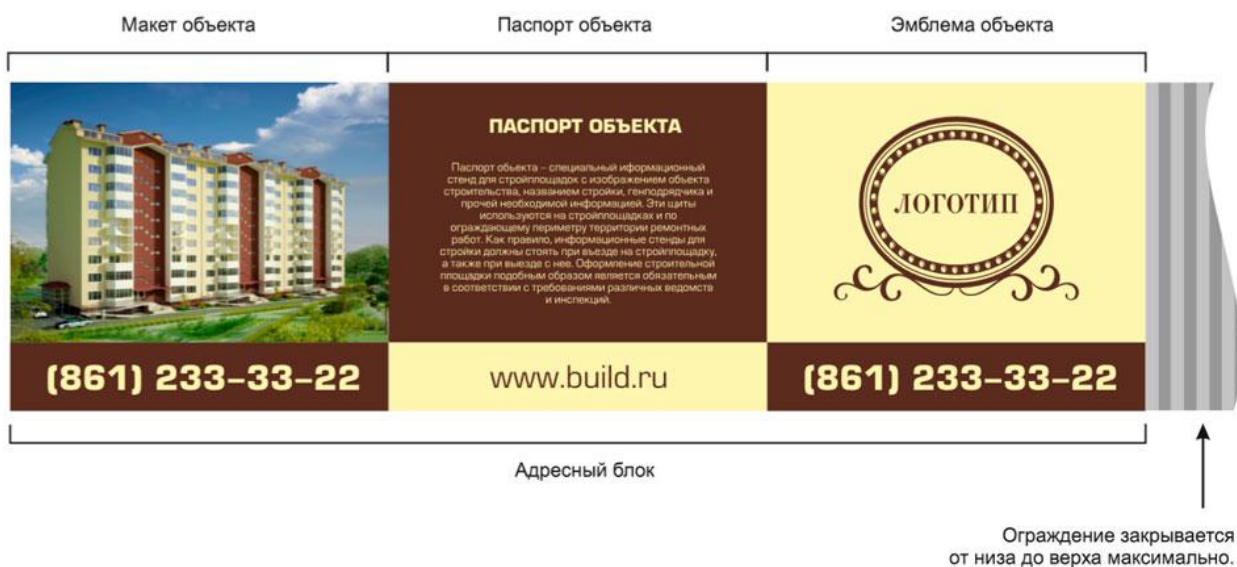 Макет объекта
Паспорт объекта
Эмблема объекта
ПАСПОРТ ОБЪЕКТА
Паспорт объекта – специальный иформационный
стенд для стройплощадок с изображением объекта
строительства, названием стройки, генподрядчика и
прочей необходимой информацией. Эти щиты
используются на стройплощадках и по
ограждающему периметру территории ремонтных
работ. Как правило, информационные стенды для
стройки должны стоять при въезде на стройплощадку,
а также при выезде с нее. Оформление строительной
площадки подобным образом является обязательным
в соответствии с требованиями различных ведомств
и инспекций.
ЛОГОТИП
(861) 233-33-22
www.build.ru
(861) 233-33-22
Адресный блок
Ограждение закрывается
от низа до верха максимально.